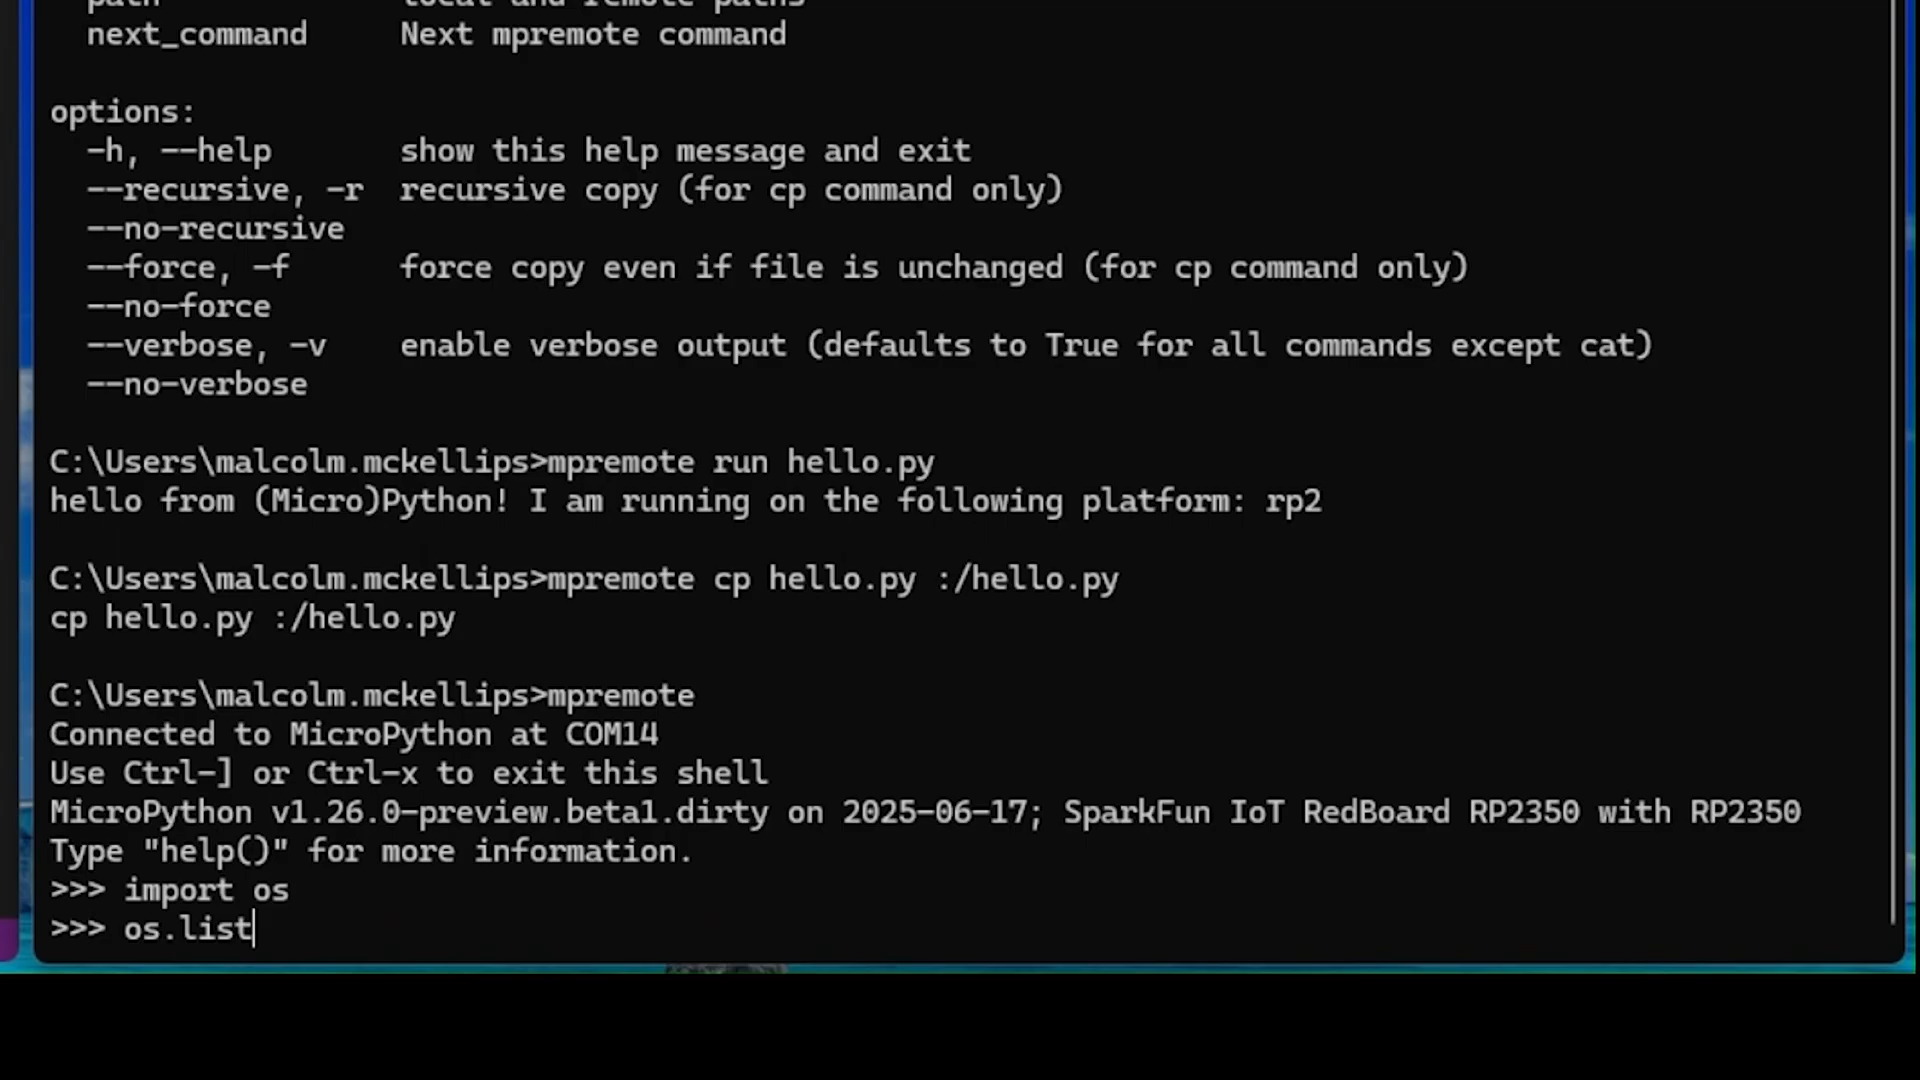 path             local and remote paths
  next_command     Next mpremote command

options:
  -h, --help       show this help message and exit
  --recursive, -r  recursive copy (for cp command only)
  --no-recursive
  --force, -f      force copy even if file is unchanged (for cp command only)
  --no-force
  --verbose, -v    enable verbose output (defaults to True for all commands except cat)
  --no-verbose

C:\Users\malcolm.mckellips>mpremote run hello.py
hello from (Micro)Python! I am running on the following platform: rp2

C:\Users\malcolm.mckellips>mpremote cp hello.py :/hello.py
cp hello.py :/hello.py

C:\Users\malcolm.mckellips>mpremote
Connected to MicroPython at COM14
Use Ctrl-] or Ctrl-x to exit this shell
MicroPython v1.26.0-preview.beta1.dirty on 2025-06-17; SparkFun IoT RedBoard RP2350 with RP2350
Type "help()" for more information.
>>> import os
>>> os.list